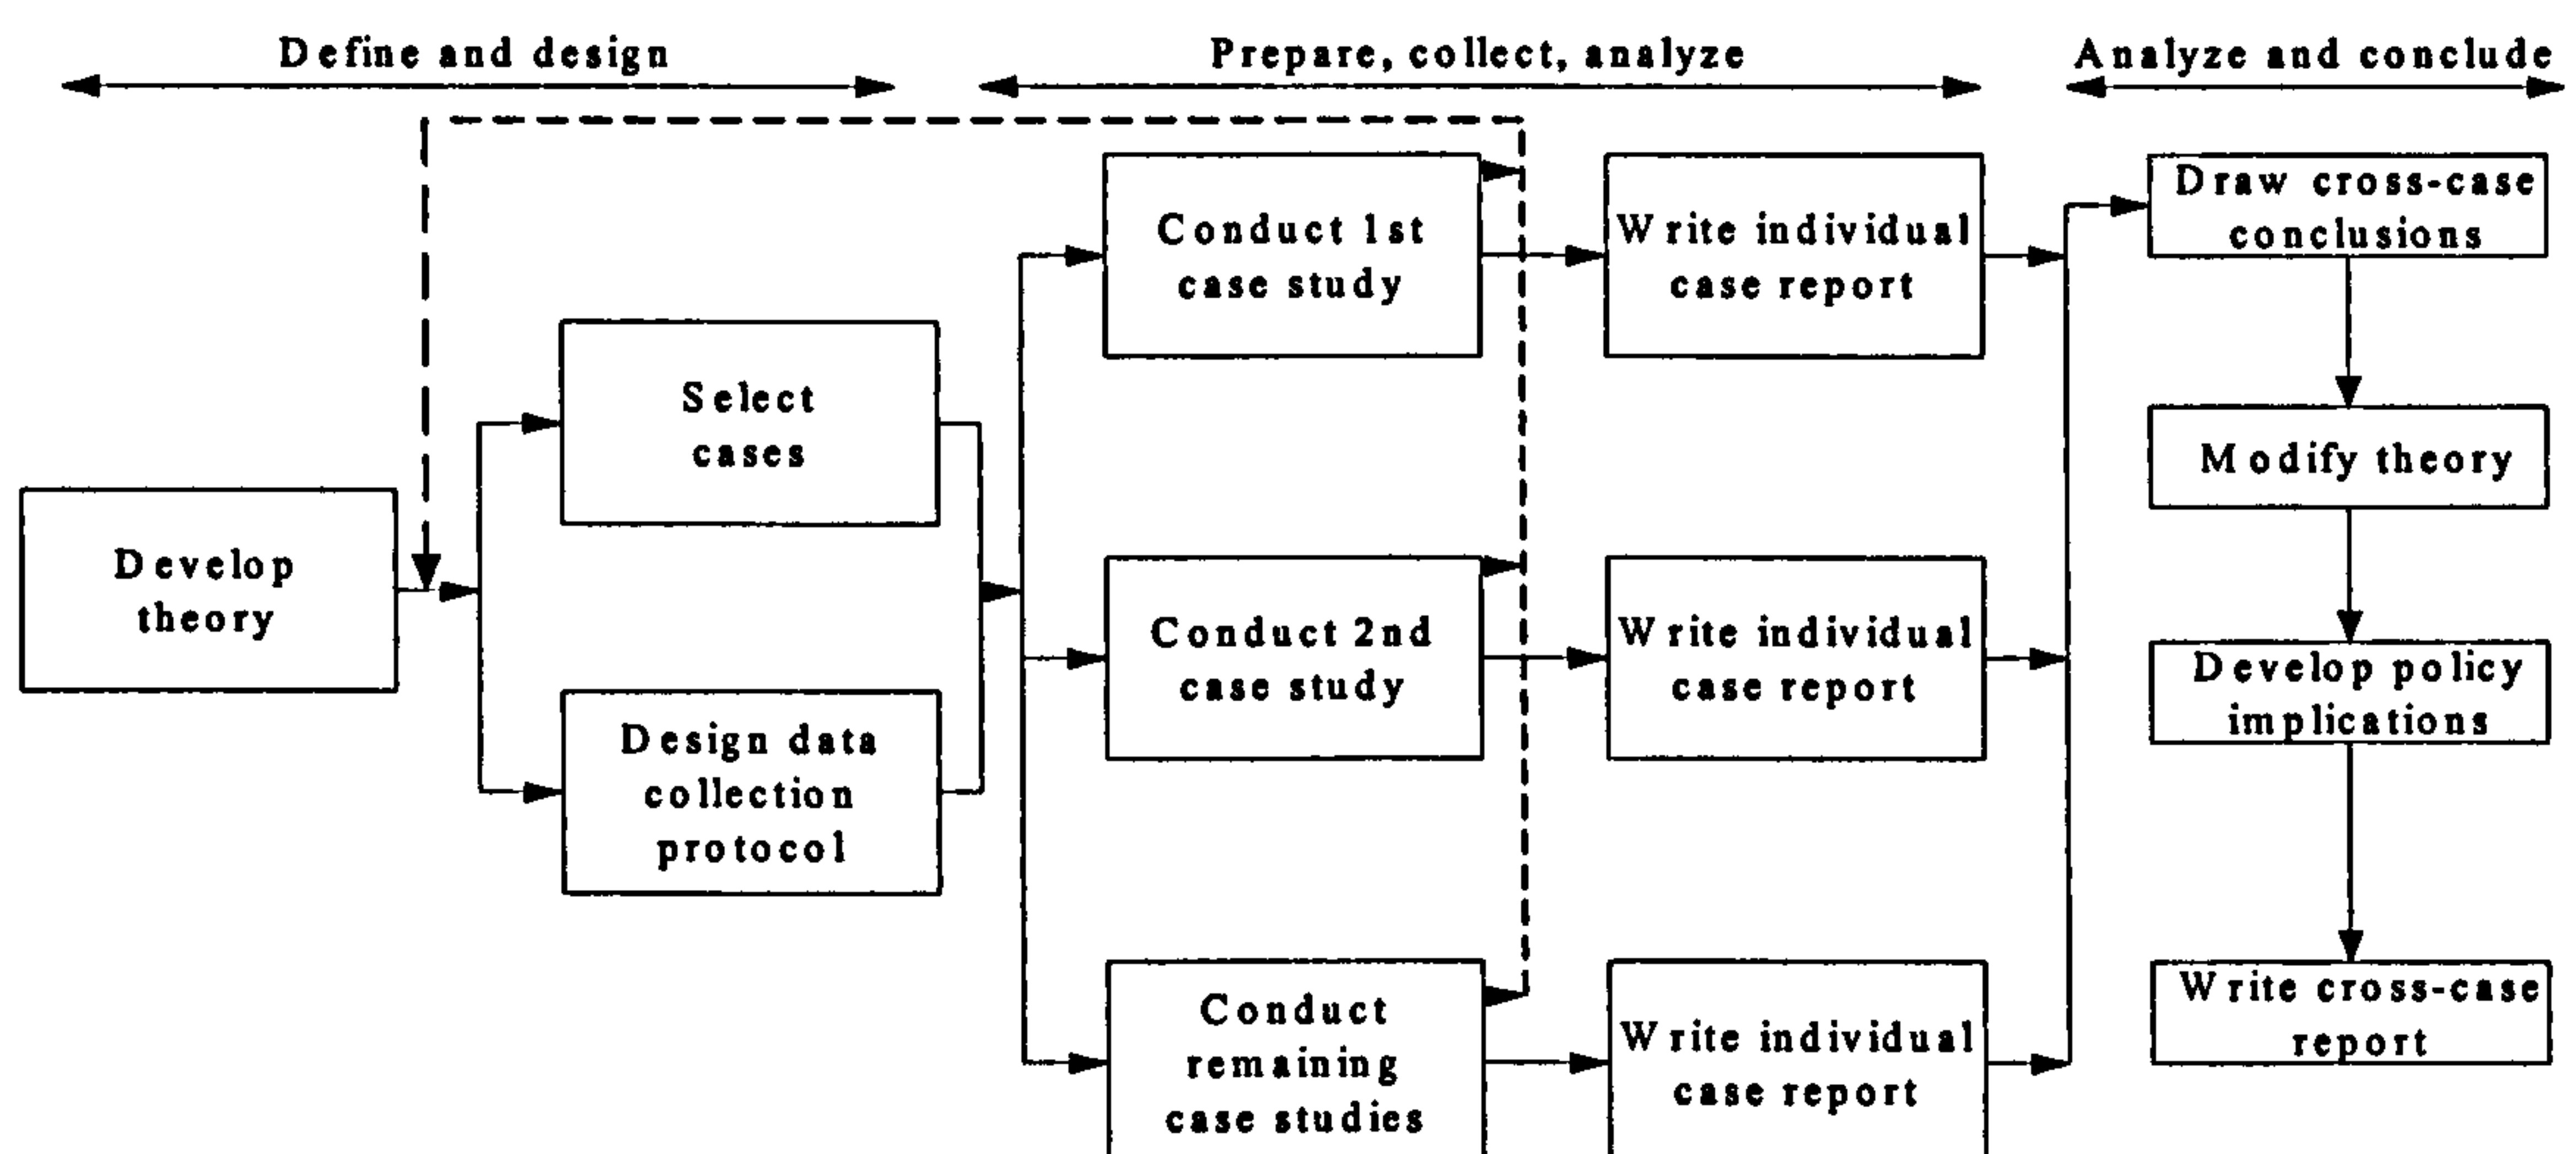 Define and design
Prepare, collect, analyze
Analyze and conclude
Develop
theory
Select
cases
Design data
collection
protocol
Conduct 1st
case study
Write individual
case report
Conduct 2nd
case study
Write individual
case report
Conduct
remaining
case studies
Write individual
case report
Draw cross-case
conclusions
Modify theory
Develop policy
implications
Write cross-case
report